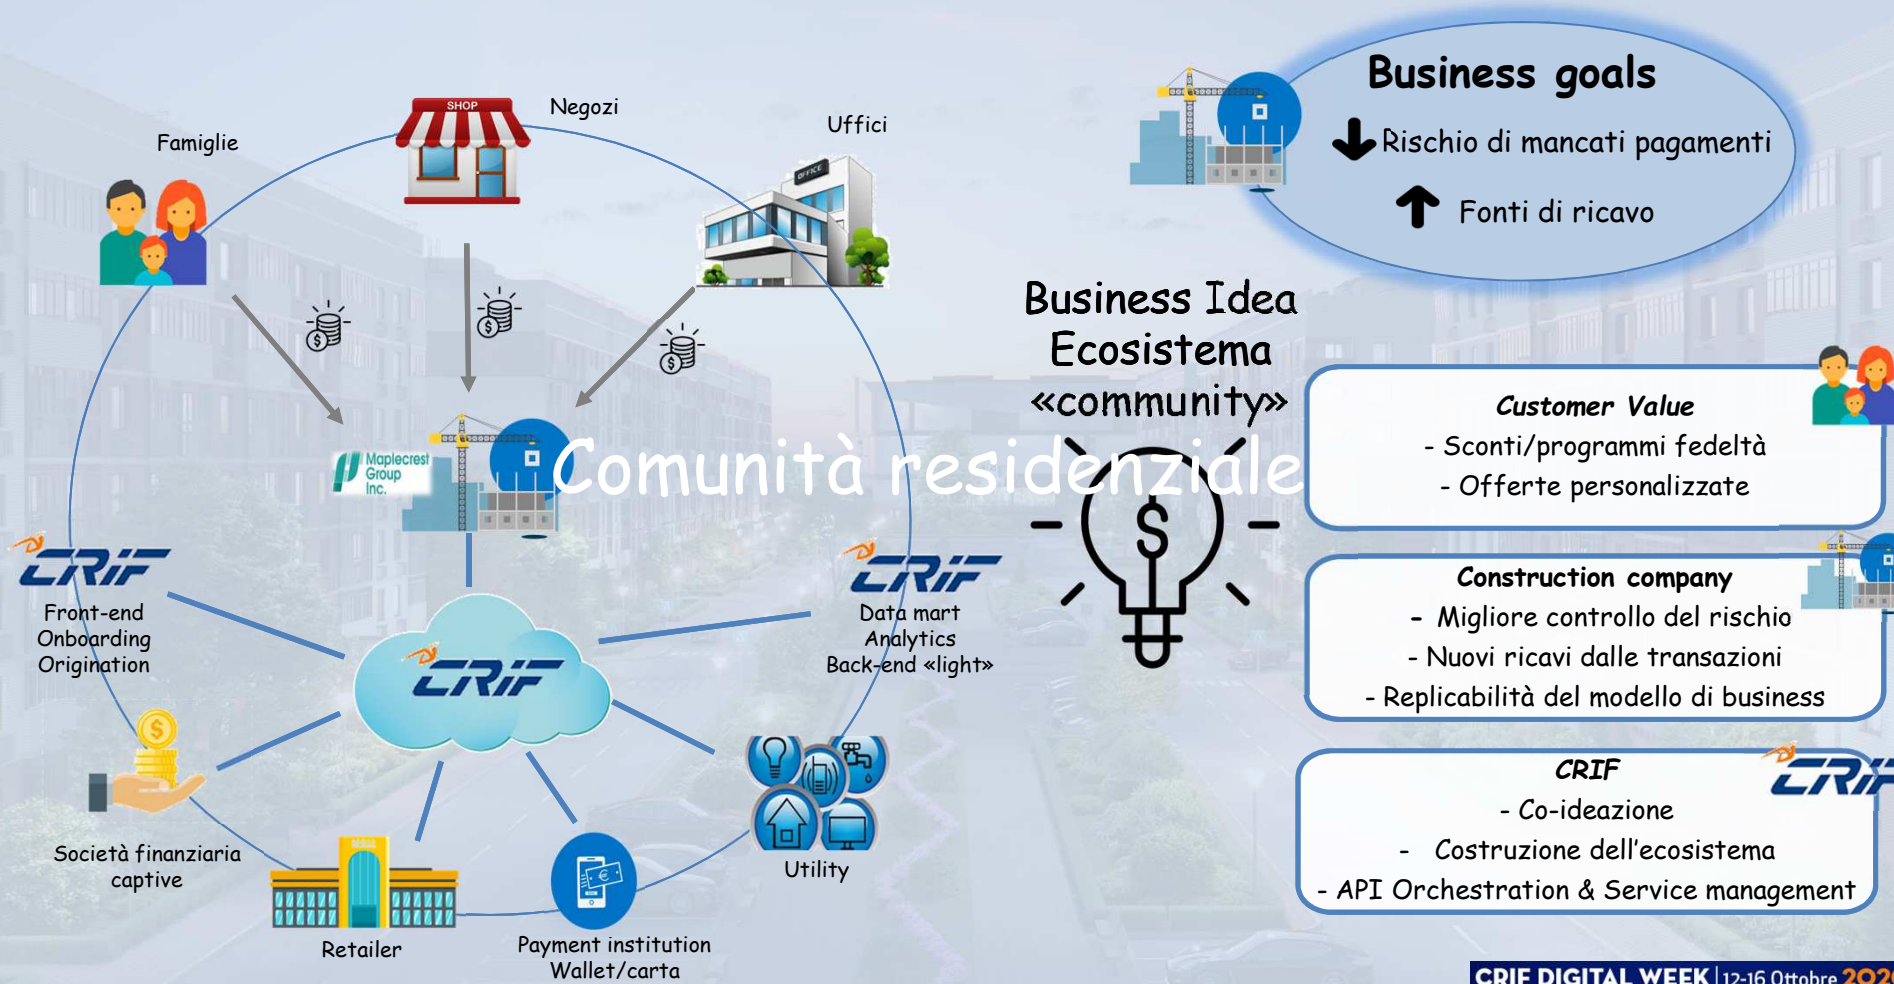 Famiglie
SHOP
Negozi
Uffici
OFFICE
Maplecrest
Group
Inc.
Comunità residenziale
CRIF
Front-end
Onboarding
Origination
CRIF
Data mart
Analytics
Back-end «light»
CRIF
Società finanziaria
captive
MALL
Retailer
Payment institution
Wallet/carta
Utility
Business goals
Rischio di mancati pagamenti
Fonti di ricavo
Business Idea
Ecosistema
«community»
Customer Value
- Sconti/programmi fedeltà
- Offerte personalizzate
Construction company
- Migliore controllo del rischio
- Nuovi ricavi dalle transazioni
- Replicabilità del modello di business
CRIF
CRIF
- Co-ideazione
- Costruzione dell'ecosistema
- API Orchestration & Service management
CRIF DIGITAL WEEK | 12-16 Ottobre 2020